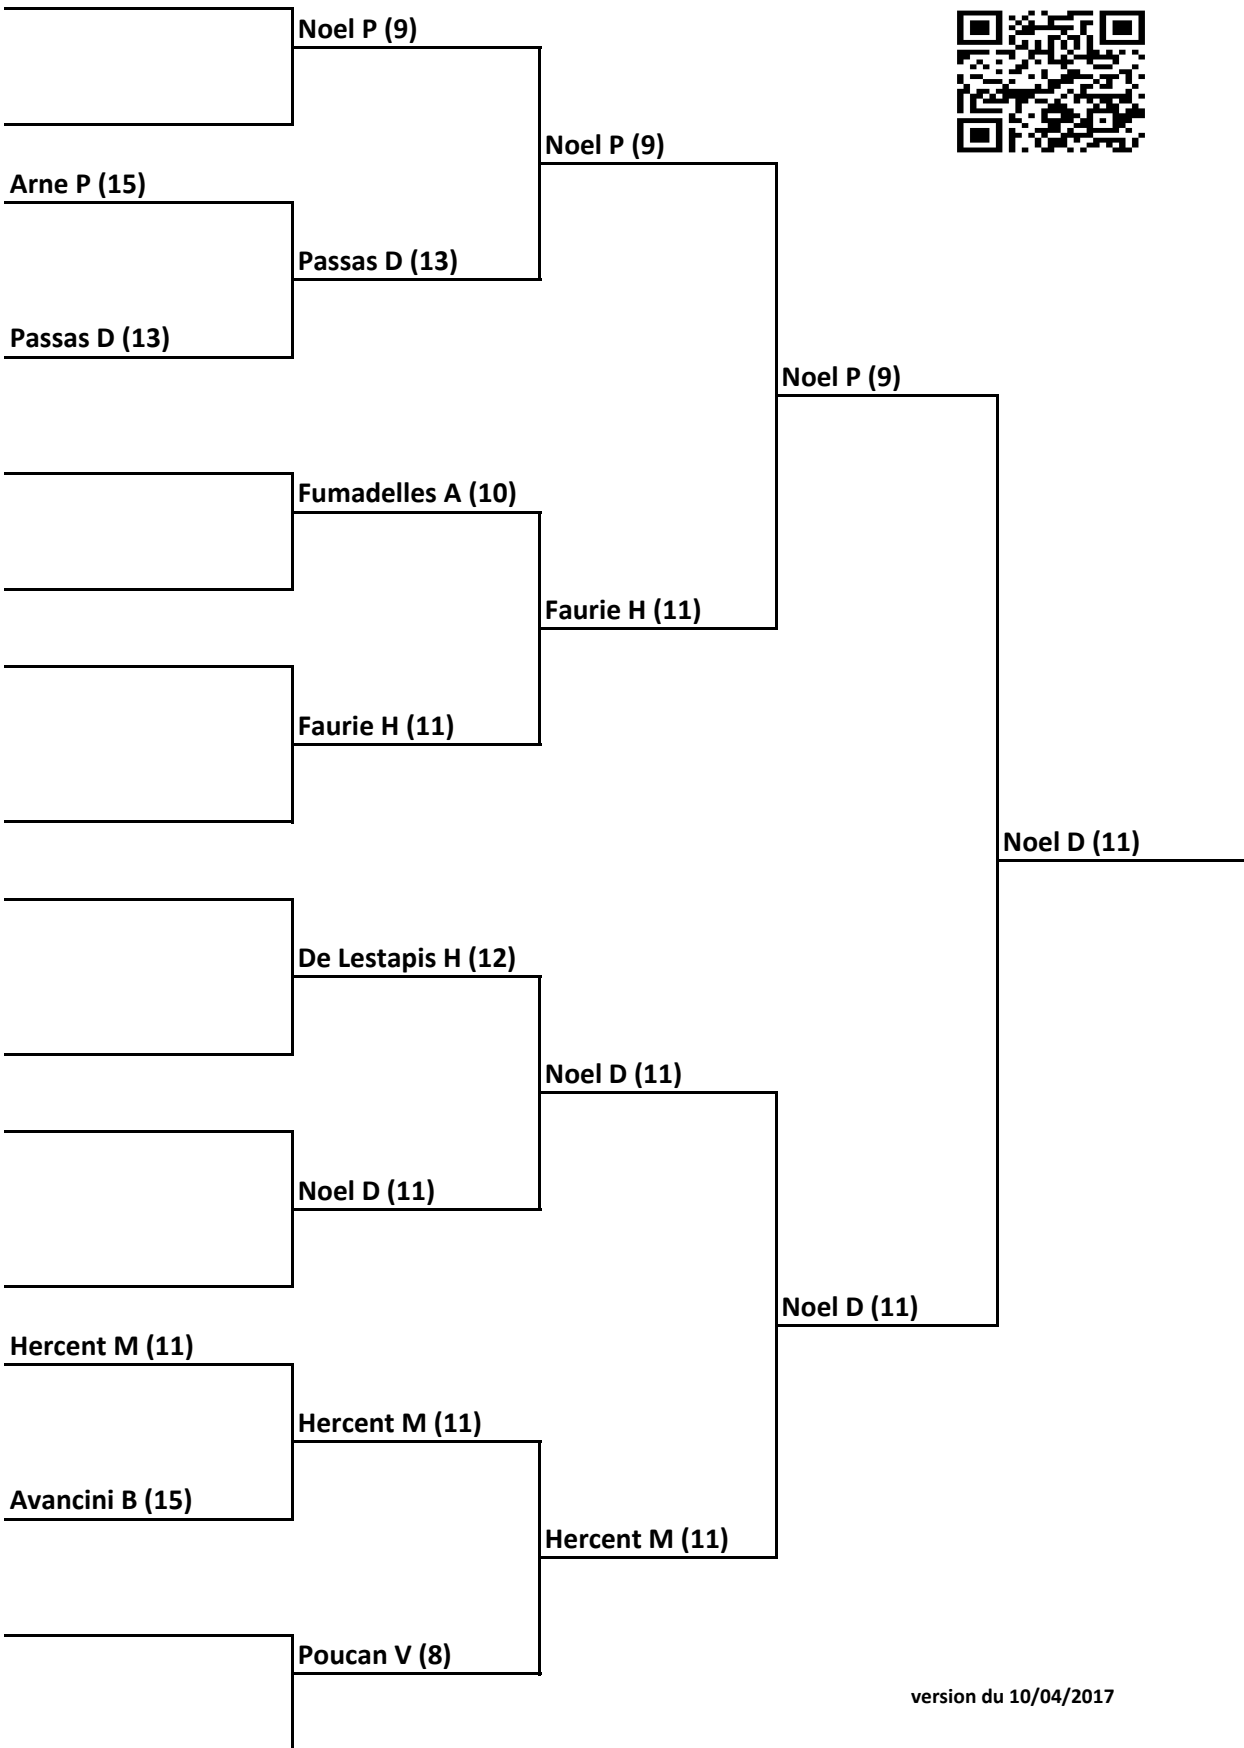 Noel P (9)
Noel P (9)
Arne P (15)
Passas D (13)
Passas D (13)
Noel P (9)
Fumadelles A (10)
Faurie H (11)
Faurie H (11)
Noel D (11)
De Lestapis H (12)
Noel D (11)
Noel D (11)
Noel D (11)
Hercent M (11)
Hercent M (11)
Avancini B (15)
Hercent M (11)
Poucan V (8)
version du 10/04/2017